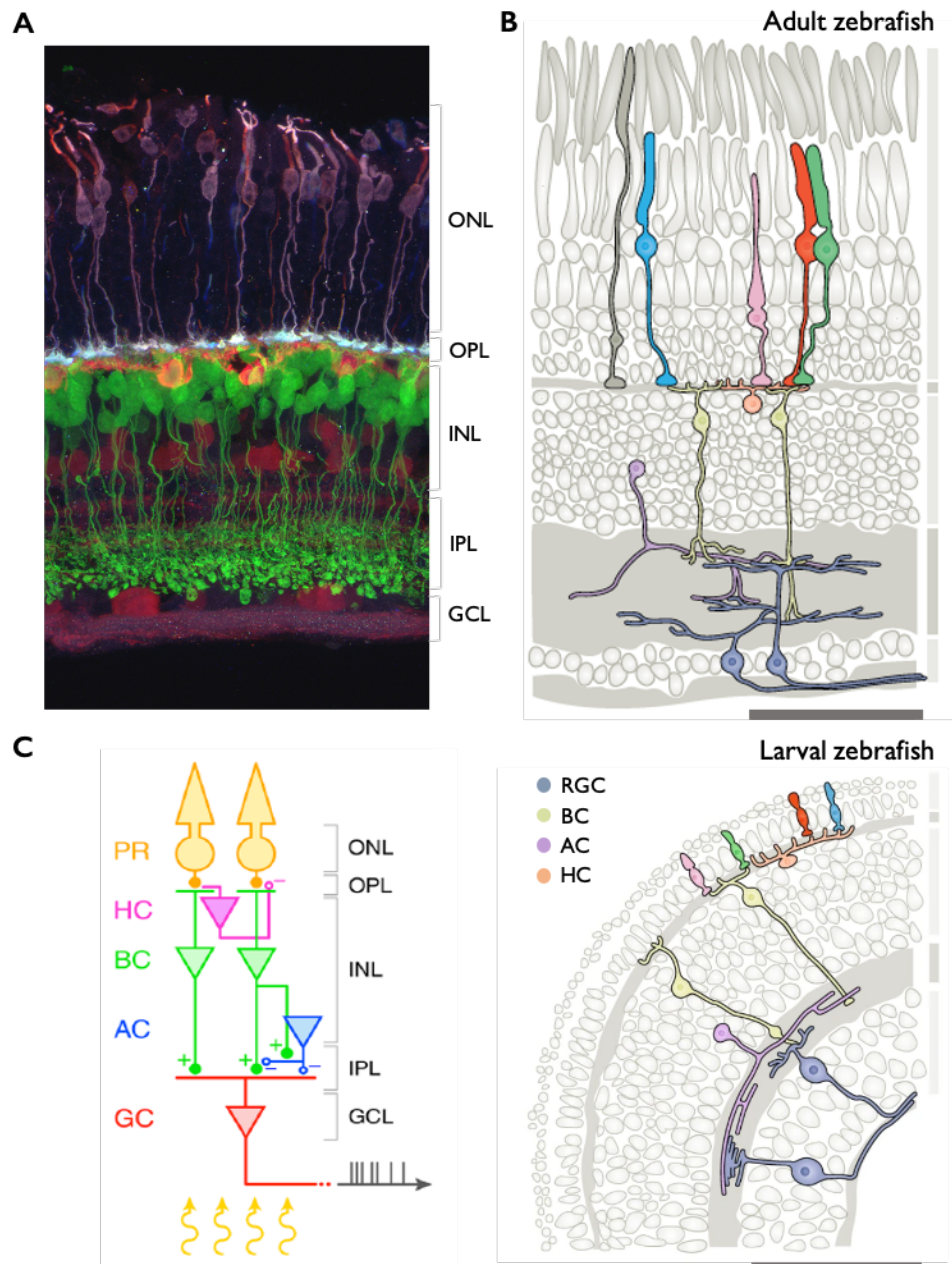 A
ONL
OPL
INL
IPL
GCL
B
Adult zebrafish
C
PR
HC
BC
AC
GC
ONL
OPL
INL
IPL
GCL
−
+
+
+
−
−
Larval zebrafish
RGC
BC
AC
HC